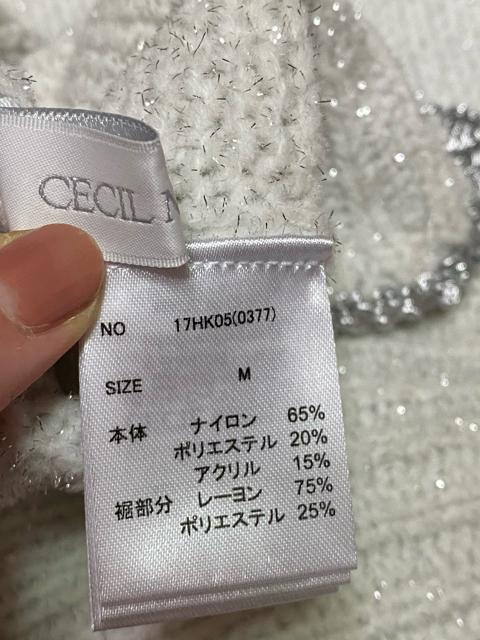 CECIL
NO 17HK05(0377)
SIZE M
本体 ナイロン 65%
ポリエステル 20%
アクリル 15%
裾部分 レーヨン 75%
ポリエステル 25%